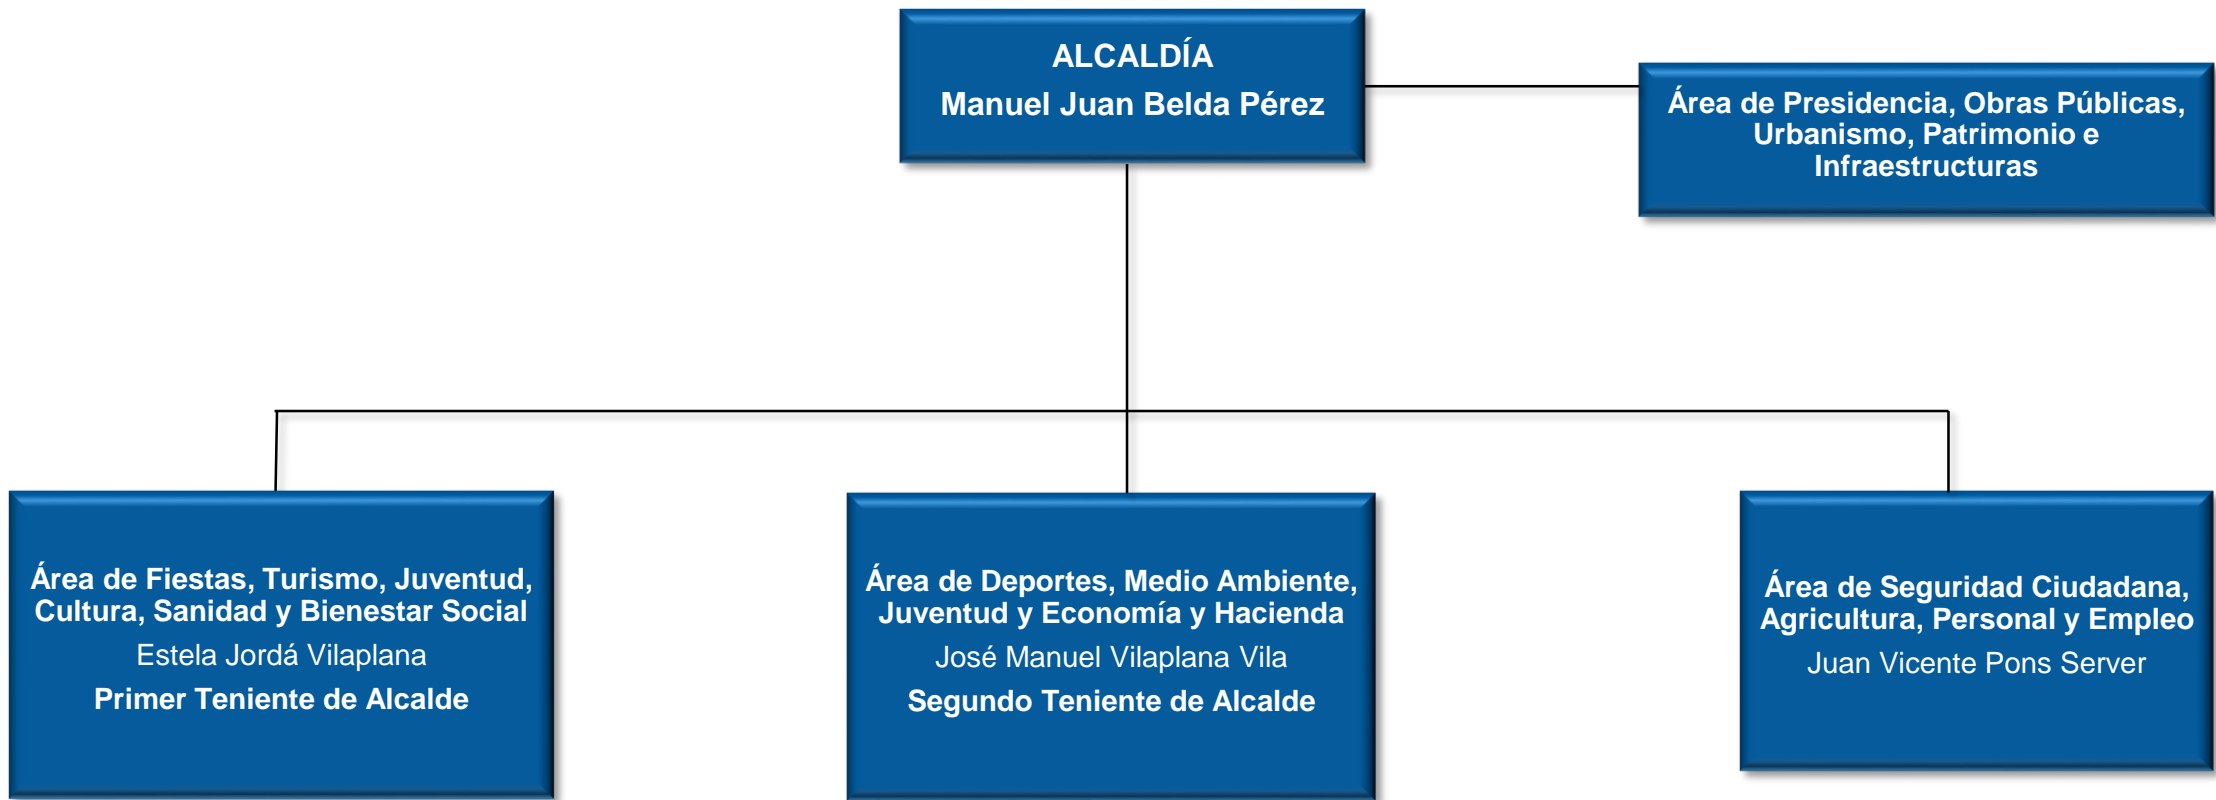 ALCALDÍA
Manuel Juan Belda Pérez
Área de Presidencia, Obras Públicas,
Urbanismo, Patrimonio e
Infraestructuras
Área de Fiestas, Turismo, Juventud,
Cultura, Sanidad y Bienestar Social
Estela Jordá Vilaplana
Primer Teniente de Alcalde
Área de Deportes, Medio Ambiente,
Juventud y Economía y Hacienda
José Manuel Vilaplana Vila
Segundo Teniente de Alcalde
Área de Seguridad Ciudadana,
Agricultura, Personal y Empleo
Juan Vicente Pons Server